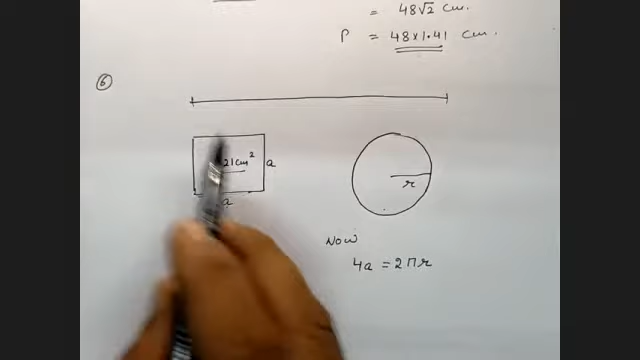 = 48√2 cm.
P = 48×1.41 cm.
6
21cm² a
a
r
Now
4a = 2πr